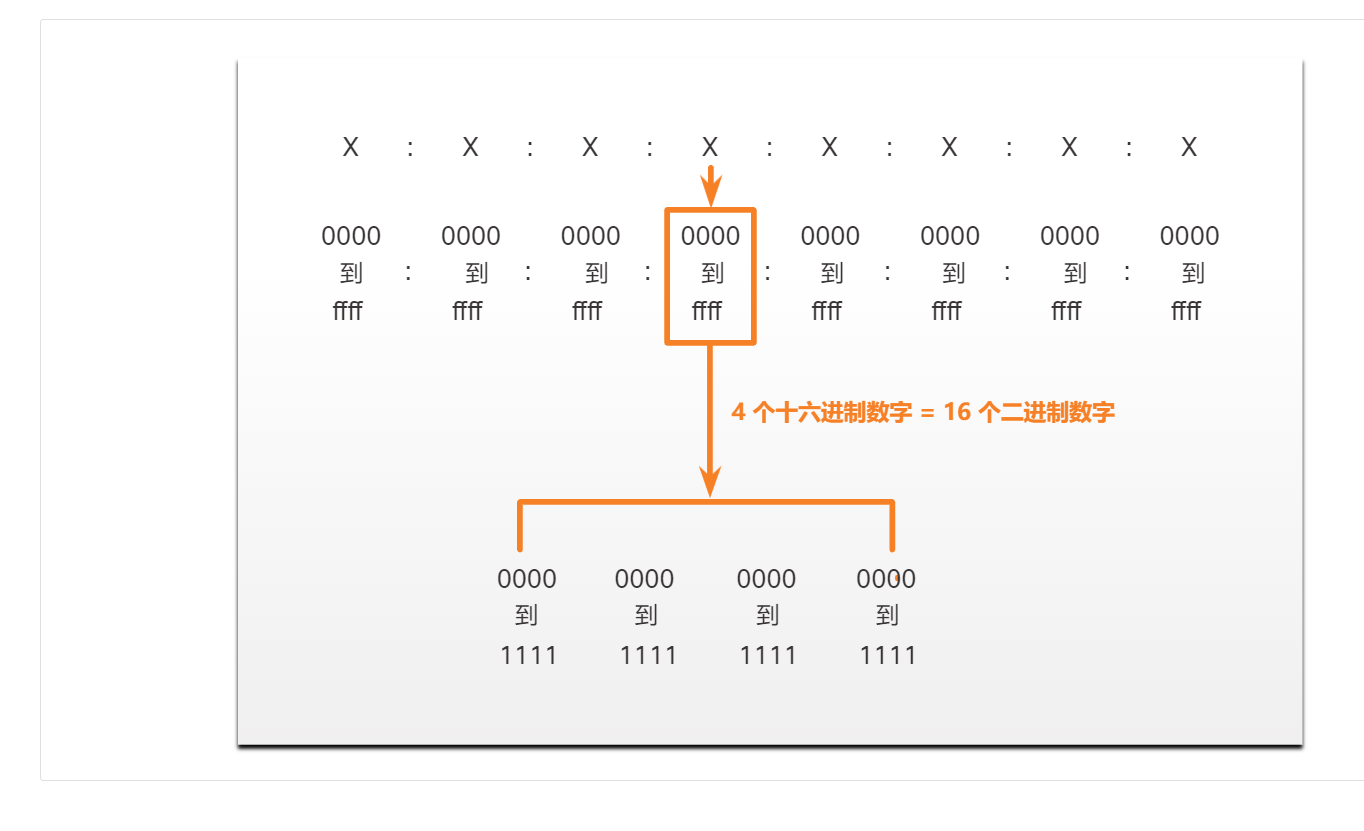 X : X : X : X : X : X : X : X
0000 0000 0000 0000 0000 0000 0000 0000
到 : 到 : 到 : 到 : 到 : 到 : 到 : 到
ffff ffff ffff ffff ffff ffff ffff ffff
4 个十六进制数字 = 16 个二进制数字
0000 0000 0000 0000
到 到 到 到
1111 1111 1111 1111